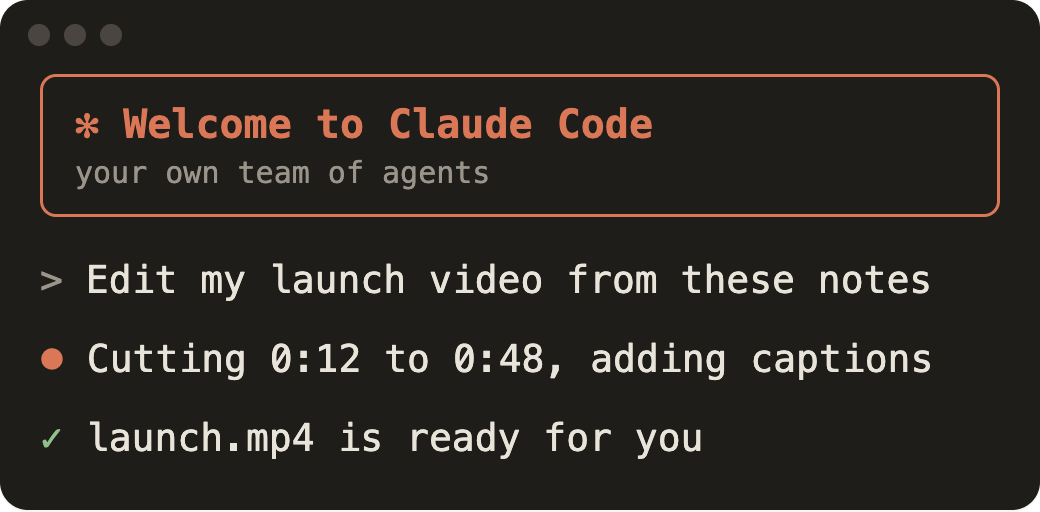 ✻ Welcome to Claude Code
your own team of agents
> Edit my launch video from these notes
● Cutting 0:12 to 0:48, adding captions
✓ launch.mp4 is ready for you